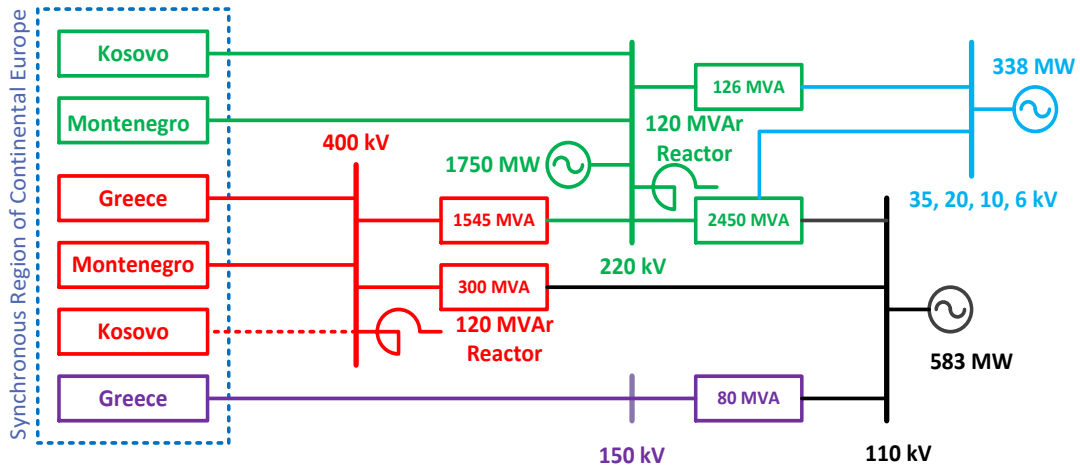 Synchronous Region of Continental Europe
Kosovo
Montenegro
Greece
Montenegro
Kosovo
Greece
400 kV
1750 MW
1545 MVA
300 MVA
120 MVAr
Reactor
126 MVA
120 MVAr
Reactor
2450 MVA
220 kV
338 MW
35, 20, 10, 6 kV
583 MW
80 MVA
150 kV
110 kV